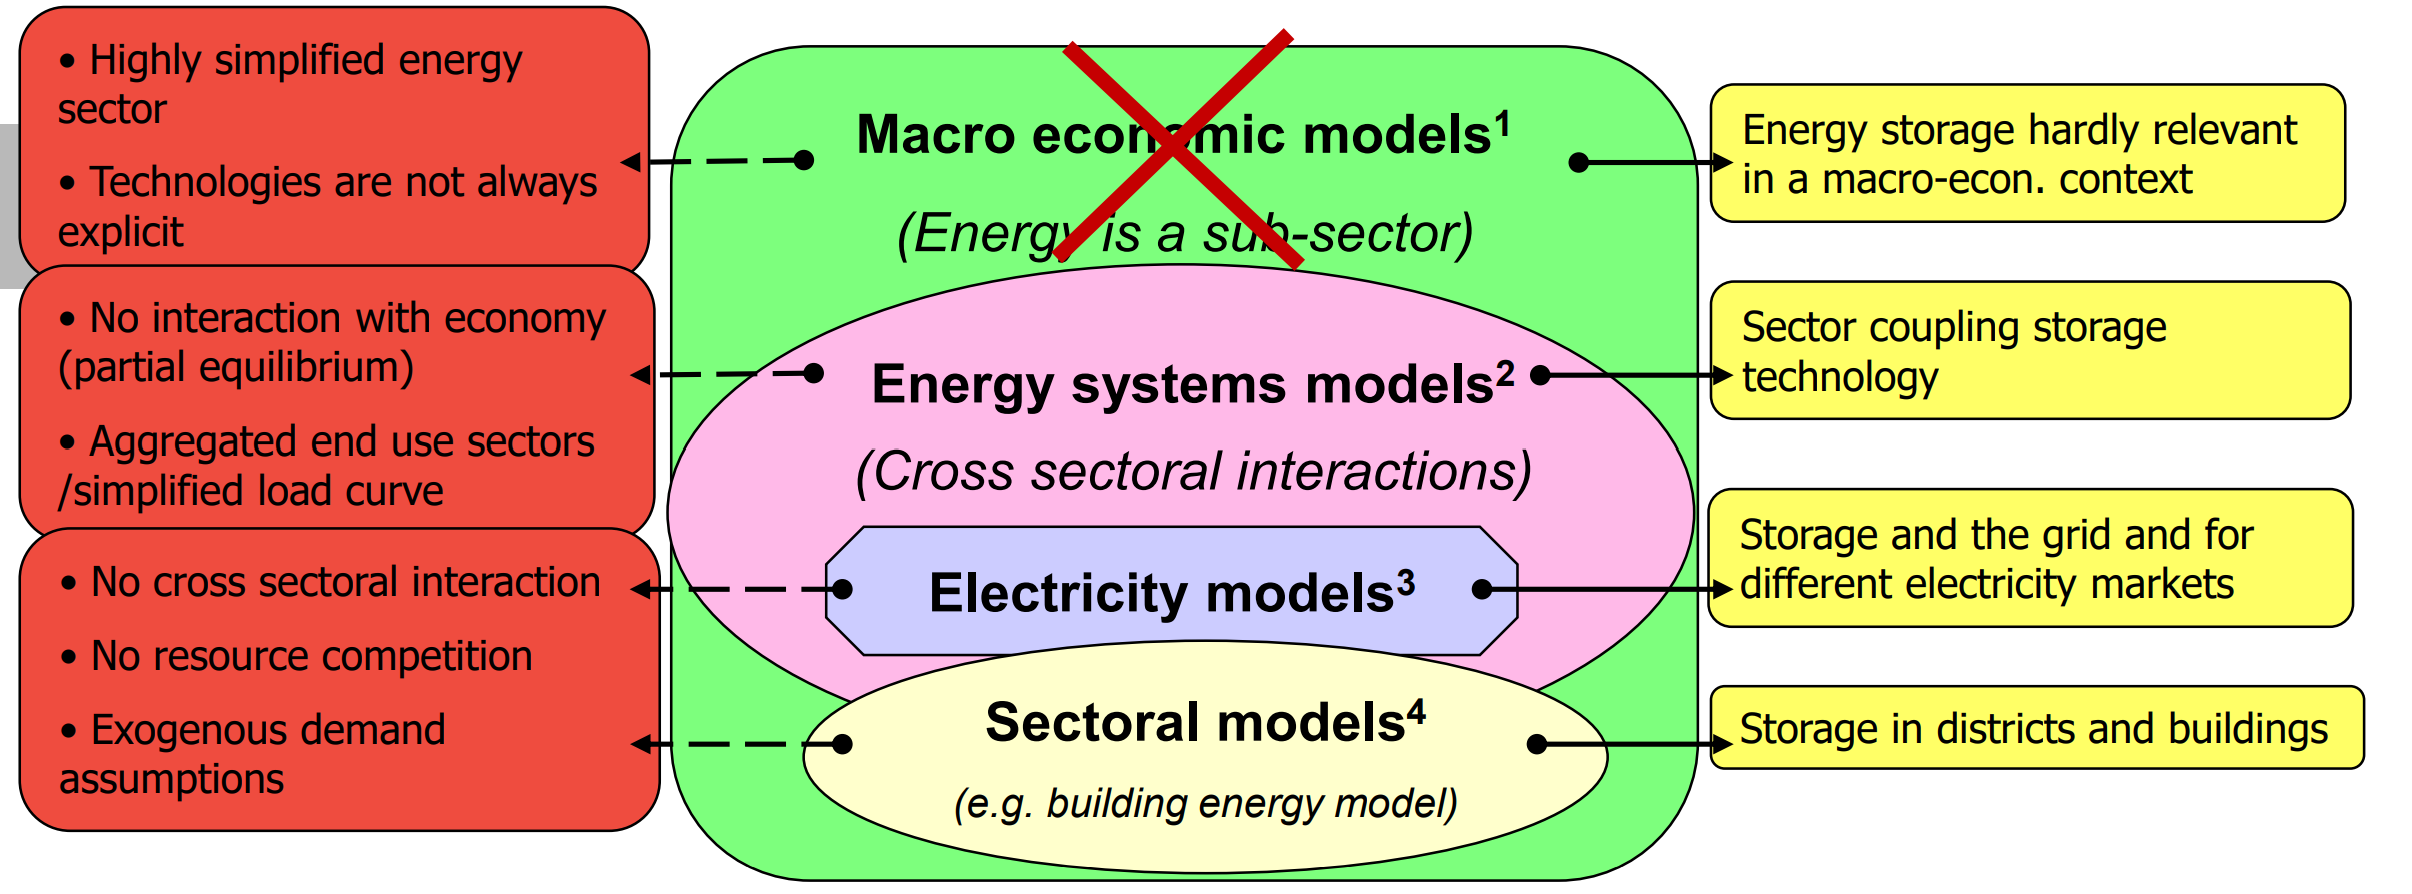 • Highly simplified energy
sector
• Technologies are not always
explicit
• No interaction with economy
(partial equilibrium)
• Aggregated end use sectors
/simplified load curve
• No cross sectoral interaction
• No resource competition
• Exogenous demand
assumptions
Macro economic models¹
(Energy is a sub-sector)
Energy systems models²
(Cross sectoral interactions)
Electricity models³
Sectoral models⁴
(e.g. building energy model)
Energy storage hardly relevant
in a macro-econ. context
Sector coupling storage
technology
Storage and the grid and for
different electricity markets
Storage in districts and buildings